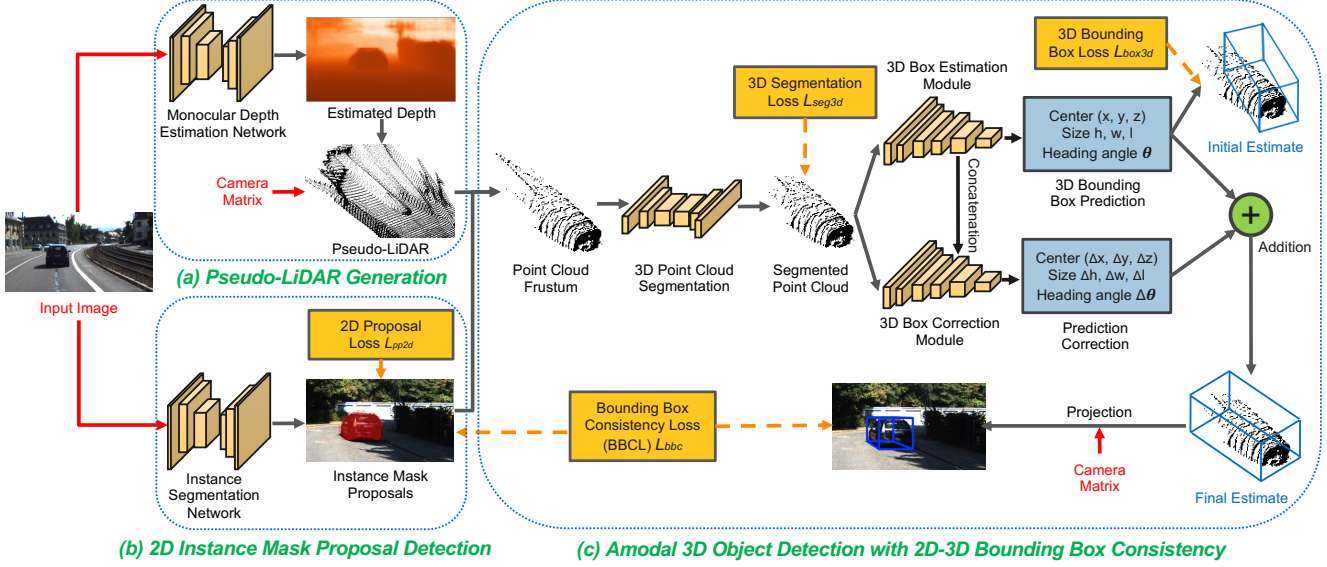 Monocular Depth
Estimation Network
Estimated Depth
Camera
Matrix
Pseudo-LiDAR
(a) Pseudo-LiDAR Generation
Input Image
2D Proposal
Loss Lpp2d
Instance
Segmentation
Network
Instance Mask
Proposals
(b) 2D Instance Mask Proposal Detection
Point Cloud
Frustum
3D Point Cloud
Segmentation
3D Segmentation
Loss Lseg3d
Segmented
Point Cloud
3D Box Estimation
Module
Concatenation
3D Box Correction
Module
3D Bounding
Box Loss Lbox3d
Center (x, y, z)
Size h, w, l
Heading angle θ
3D Bounding
Box Prediction
Initial Estimate
+
Addition
Center (Δx, Δy, Δz)
Size Δh, Δw, Δl
Heading angle Δθ
Prediction
Correction
Bounding Box
Consistency Loss
(BBCL) Lbbc
Projection
Camera
Matrix
Final Estimate
(c) Amodal 3D Object Detection with 2D-3D Bounding Box Consistency